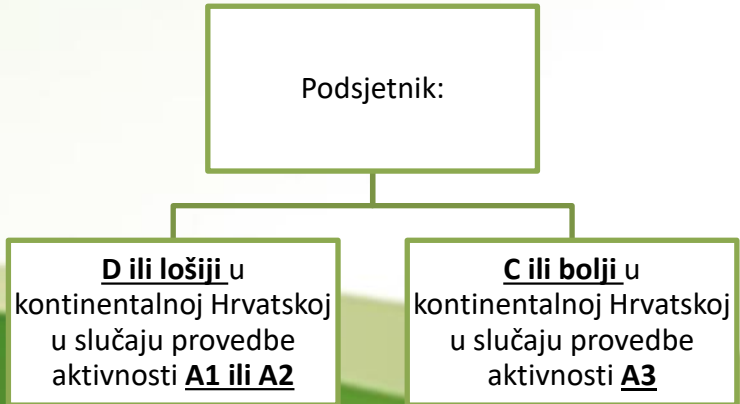 Podsjetnik:
D ili lošiji u
kontinentalnoj Hrvatskoj
u slučaju provedbe
aktivnosti A1 ili A2
C ili bolji u
kontinentalnoj Hrvatskoj
u slučaju provedbe
aktivnosti A3